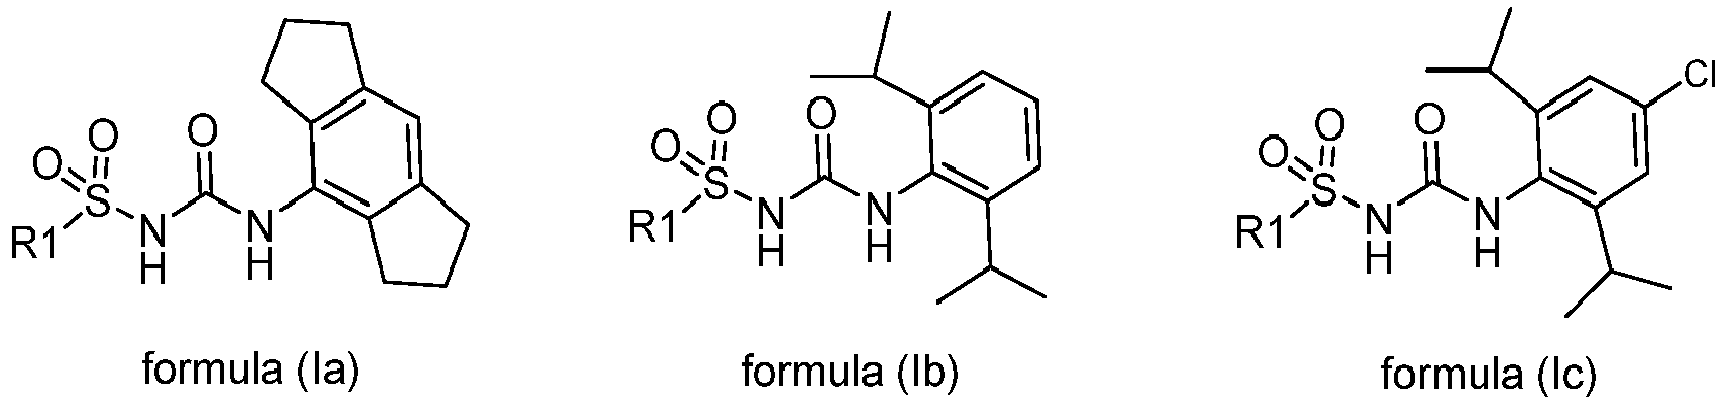 O O S R1 N H O N H
O O S R1 N H O N H
O O S R1 N H O N H Cl
formula (Ia)
formula (Ib)
formula (Ic)